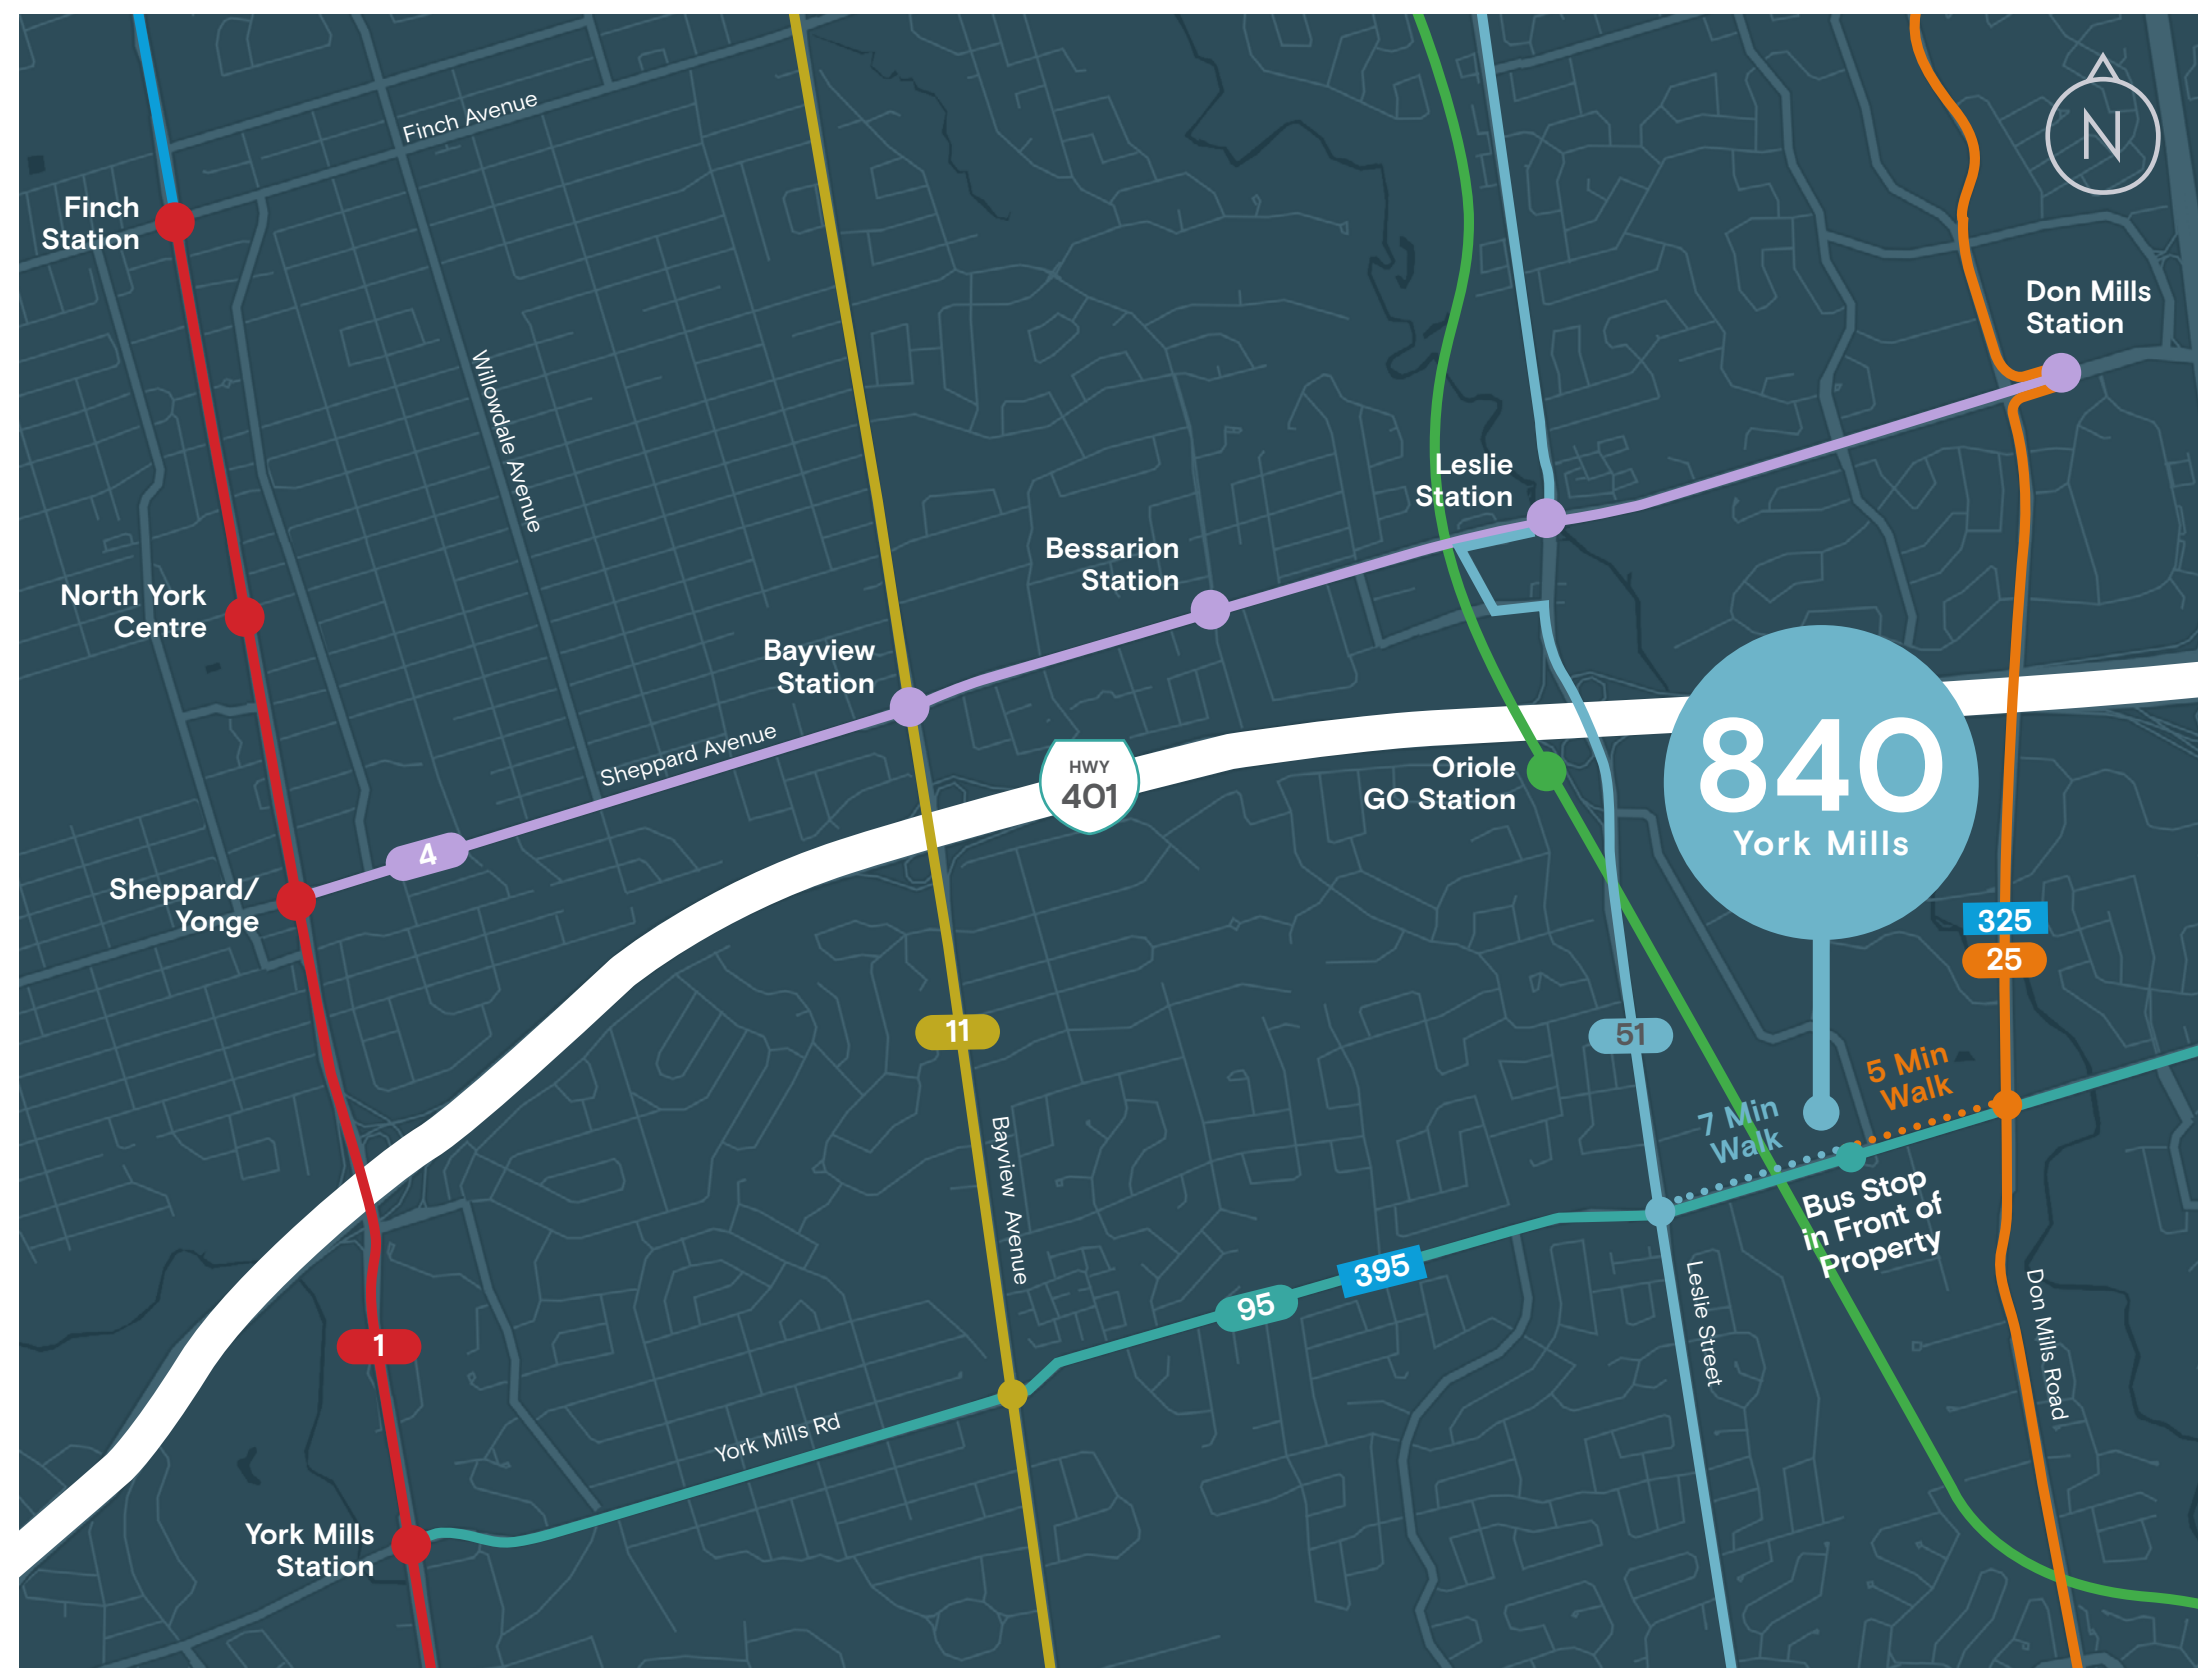 Finch Avenue
N
Finch
Station
Don Mills
Station
Willowdale Avenue
Leslie
Station
Bessarion
Station
North York
Centre
Bayview
Station
Sheppard Avenue
HWY
401
Oriole
GO Station
840
York Mills
4
Sheppard/
Yonge
325
25
11
51
5 Min
Walk
7 Min
Walk
Bayview Avenue
Bus Stop
in Front of
Property
395
95
Leslie Street
Don Mills Road
1
York Mills Rd
York Mills
Station